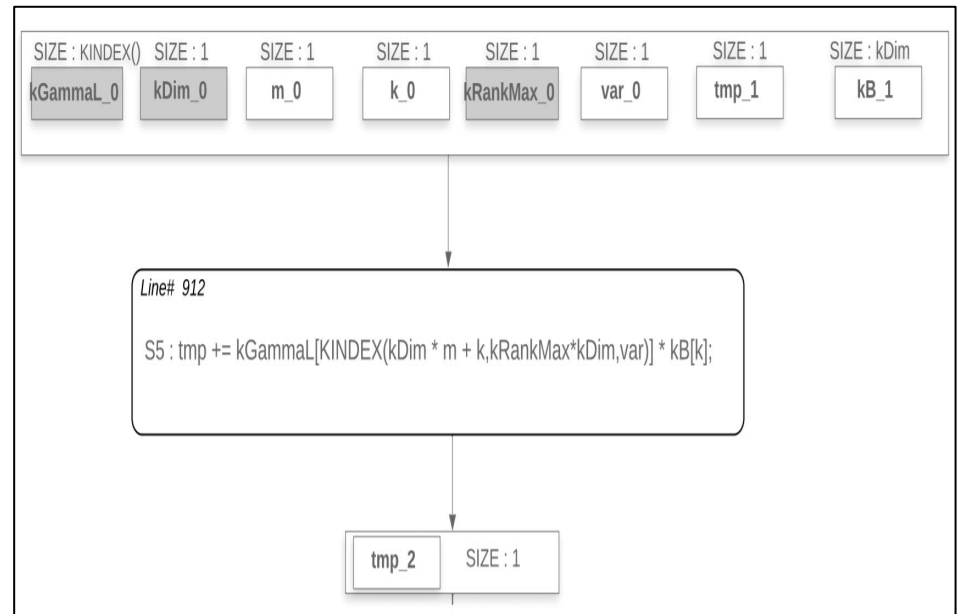 SIZE : KINDEX() SIZE : 1 SIZE : 1 SIZE : 1 SIZE : 1 SIZE : 1 SIZE : 1 SIZE : kDim
kGammaL_0 kDim_0 m_0 k_0 kRankMax_0 var_0 tmp_1 kB_1
Line# 912
S5 : tmp += kGammaL[KINDEX(kDim * m + k,kRankMax*kDim,var)] * kB[k];
tmp_2 SIZE : 1